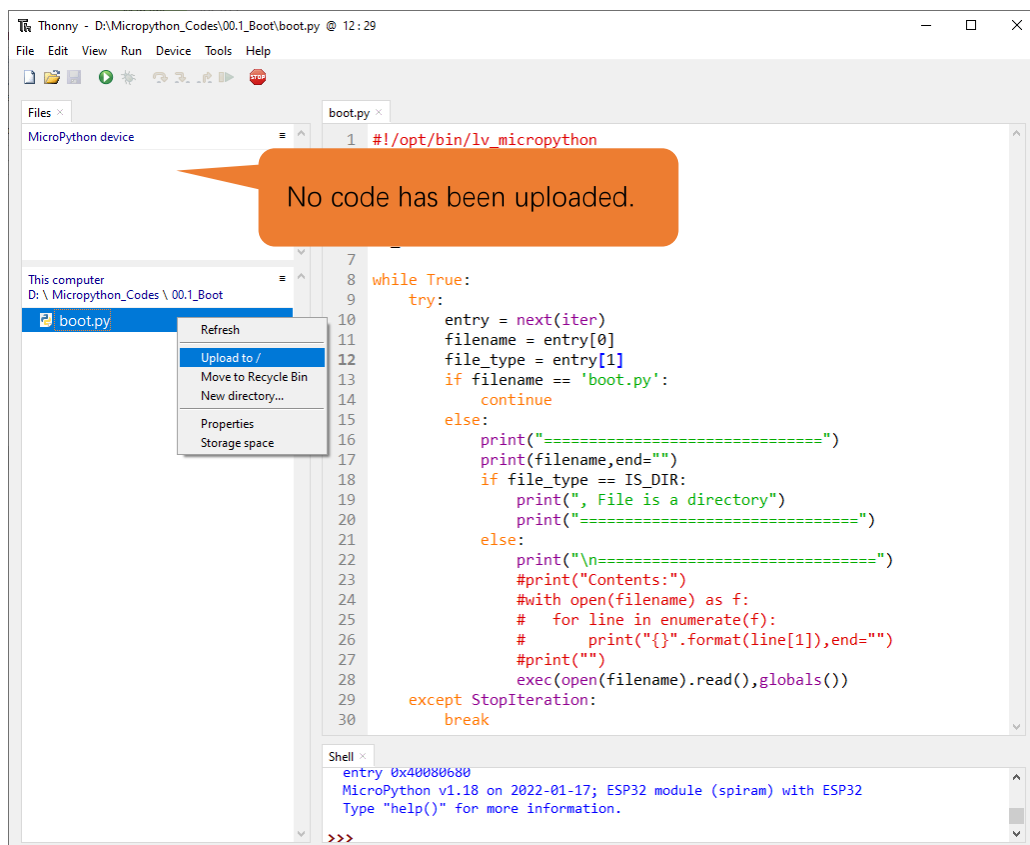 Thonny - D:\Micropython_Codes\00.1_Boot\boot.py @ 12:29
File Edit View Run Device Tools Help
STOP
Files
MicroPython device
No code has been uploaded.
This computer
D: \ Micropython_Codes \ 00.1_Boot
boot.py
Refresh
Upload to /
Move to Recycle Bin
New directory...
Properties
Storage space
boot.py
1 #!/opt/bin/lv_micropython
7
8 while True:
9     try:
10         entry = next(iter)
11         filename = entry[0]
12         file_type = entry[1]
13         if filename == 'boot.py':
14             continue
15         else:
16             print("===============================")
17             print(filename,end="")
18             if file_type == IS_DIR:
19                 print(", File is a directory")
20                 print("===============================")
21             else:
22                 print("\n===============================")
23                 #print("Contents:")
24                 #with open(filename) as f:
25                 #   for line in enumerate(f):
26                 #       print("{}".format(line[1]),end="")
27                 #print("")
28                 exec(open(filename).read(),globals())
29     except StopIteration:
30         break
Shell
entry 0x40080680
MicroPython v1.18 on 2022-01-17; ESP32 module (spiram) with ESP32
Type "help()" for more information.
>>>